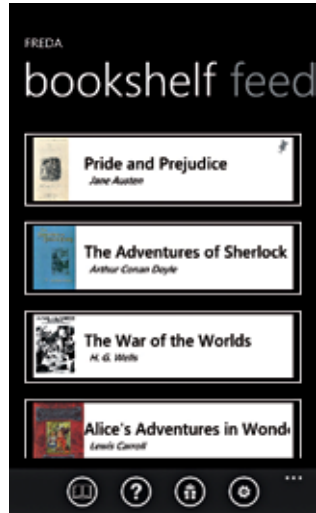 FREDA
bookshelf feed
Pride and Prejudice
Jane Austen
The Adventures of Sherlock
Arthur Conan Doyle
The War of the Worlds
H. G. Wells
Alice's Adventures in Wond
Lewis Carroll
?
...